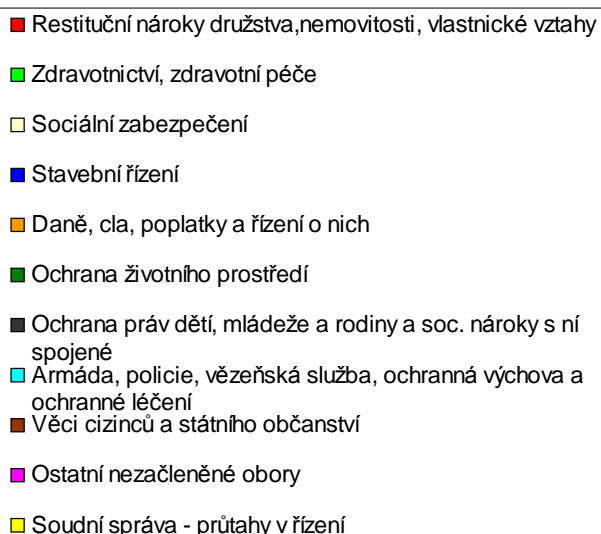 Restituční nároky družstva,nemovitosti, vlastnické vztahy
Zdravotnictví, zdravotní péče
Sociální zabezpečení
Stavební řízení
Daně, cla, poplatky a řízení o nich
Ochrana životního prostředí
Ochrana práv dětí, mládeže a rodiny a soc. nároky s ní
spojené
Armáda, policie, vězeňská služba, ochranná výchova a
ochranné léčení
Věci cizinců a státního občanství
Ostatní nezačleněné obory
Soudní správa - průtahy v řízení